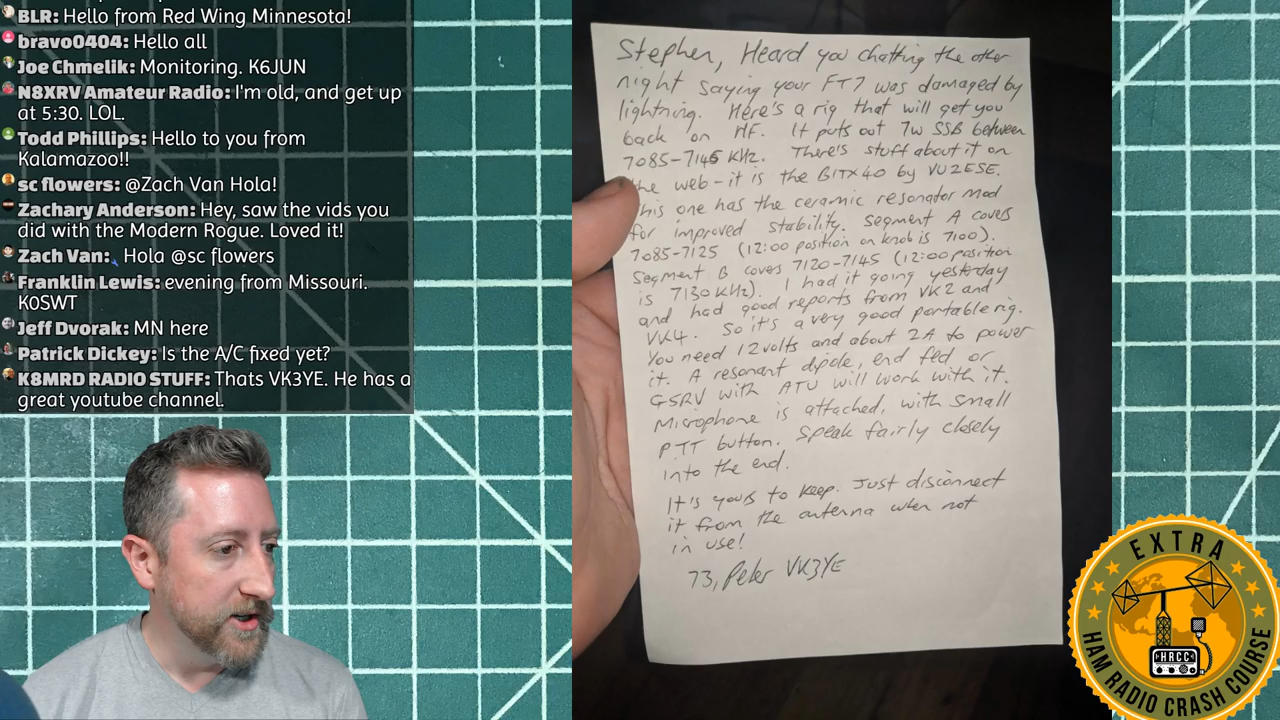 BLR: Hello from Red Wing Minnesota!
bravo0404: Hello all
Joe Chmelik: Monitoring. K6JUN
N8XRV Amateur Radio: I'm old, and get up
at 5:30. LOL.
Todd Phillips: Hello to you from
Kalamazoo!!
sc flowers: @Zach Van Hola!
Zachary Anderson: Hey, saw the vids you
did with the Modern Rogue. Loved it!
Zach Van: Hola @sc flowers
Franklin Lewis: evening from Missouri.
K0SWT
Jeff Dvorak: MN here
Patrick Dickey: Is the A/C fixed yet?
K8MRD RADIO STUFF: Thats VK3YE. He has a
great youtube channel.
Stephen, Heard you chatting the other
night saying your FT7 was damaged by
lightning. Here's a rig that will get you
back on HF. It puts out 7w SSB between
7085-7145 KHz. There's stuff about it on
the web - it is the BITX40 by VU2ESE.
This one has the ceramic resonator mod
for improved stability. Segment A covers
7085-7125 (12:00 position on knob is 7100).
Segment B covers 7120-7145 (12:00 position
is 7130 KHz). I had it going yesterday
and had good reports from VK2 and
VK4. So it's a very good portable rig.
You need 12 volts and about 2A to power
it. A resonant dipole, end fed or
G5RV with ATU will work with it.
Microphone is attached, with small
PTT button. Speak fairly closely
into the end.
It's yours to keep. Just disconnect
it from the antenna when not
in use!
73, Peter VK3YE
EXTRA
HRCC
HAM RADIO CRASH COURSE